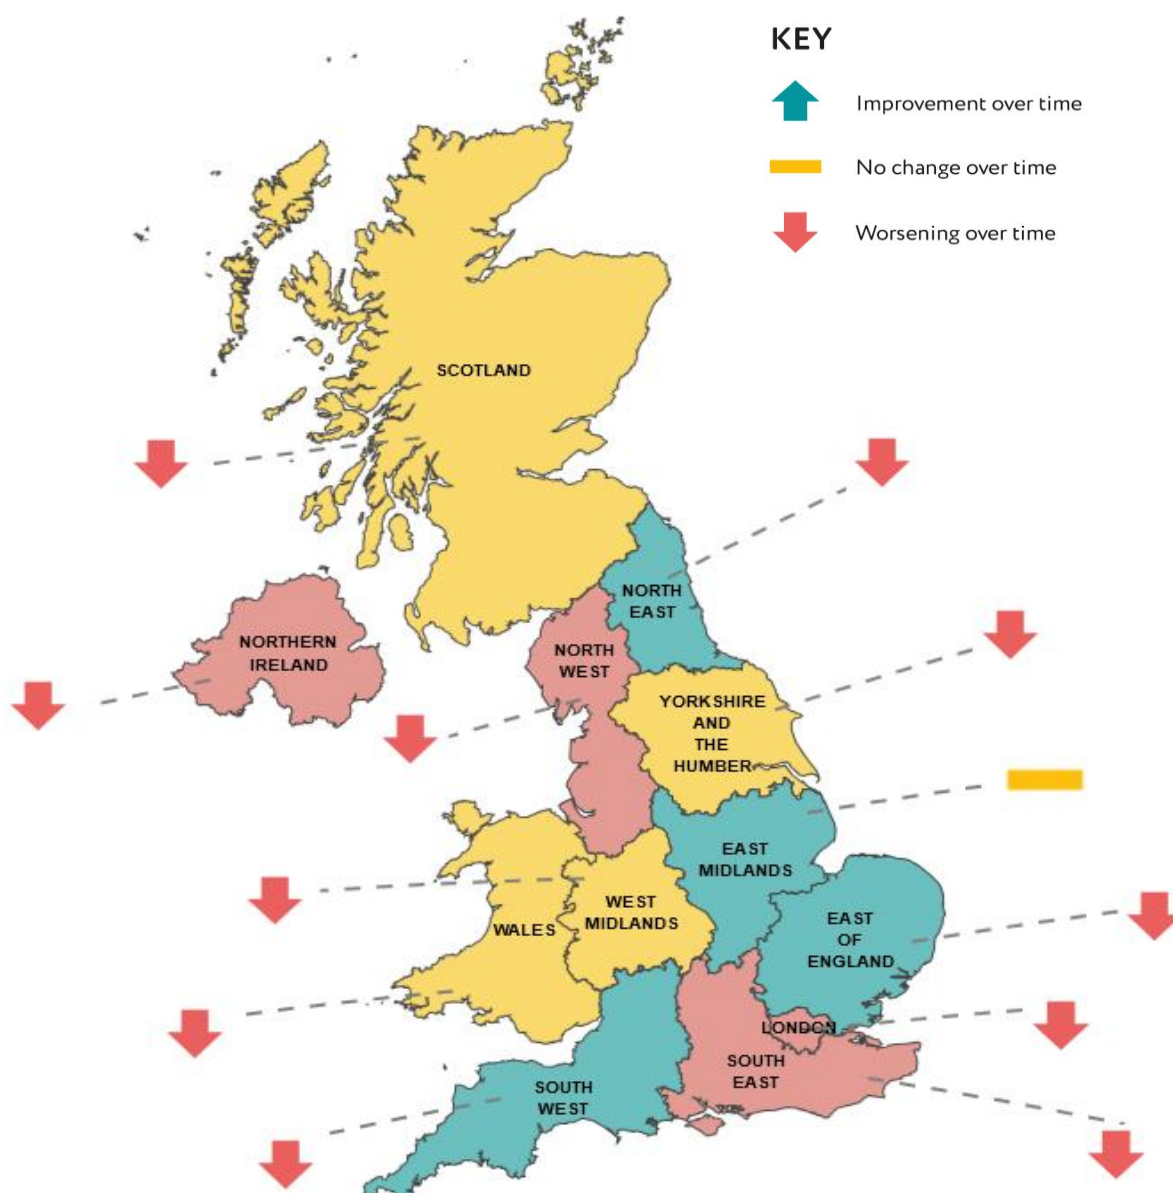 KEY
Improvement over time
No change over time
Worsening over time
SCOTLAND
NORTH
EAST
NORTHERN
IRELAND
NORTH
WEST
YORKSHIRE
AND
THE
HUMBER
EAST
MIDLANDS
WEST
MIDLANDS
WALES
EAST
OF
ENGLAND
LONDON
SOUTH
EAST
SOUTH
WEST